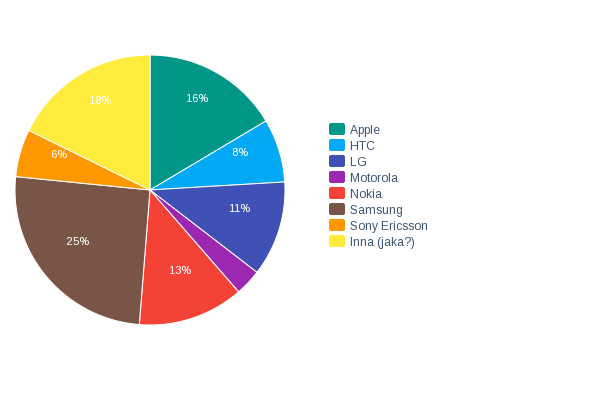 18%
16%
8%
6%
11%
25%
13%
Apple
HTC
LG
Motorola
Nokia
Samsung
Sony Ericsson
Inna (jaka?)